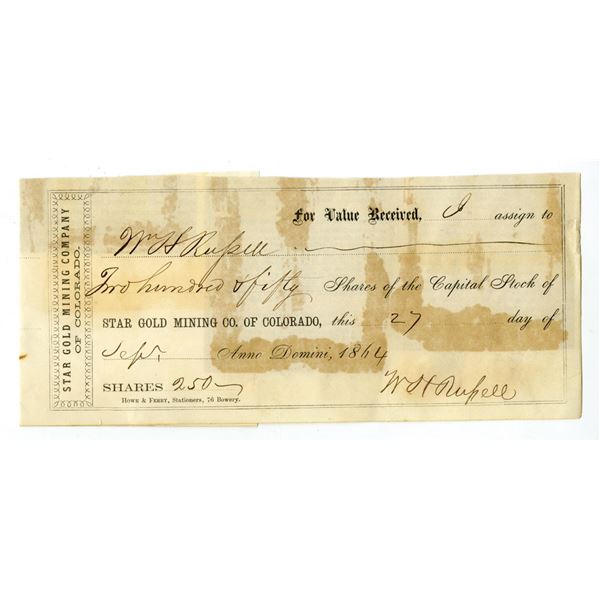 STAR GOLD MINING COMPANY
OF COLORADO.
For Value Received, I assign to
Wm H Russell
Two hundred & fifty Shares of the Capital Stock of
STAR GOLD MINING CO. OF COLORADO, this 27 day of
Sept. Anno Domini, 1864
SHARES 250
W H Russell
Howe & Ferry, Stationers, 76 Bowery.